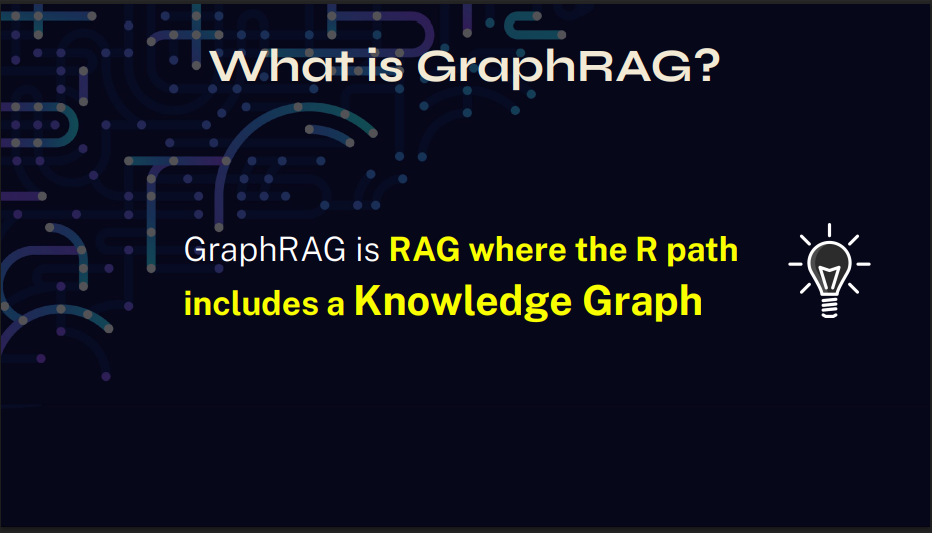 What is GraphRAG?
GraphRAG is RAG where the R path
includes a Knowledge Graph